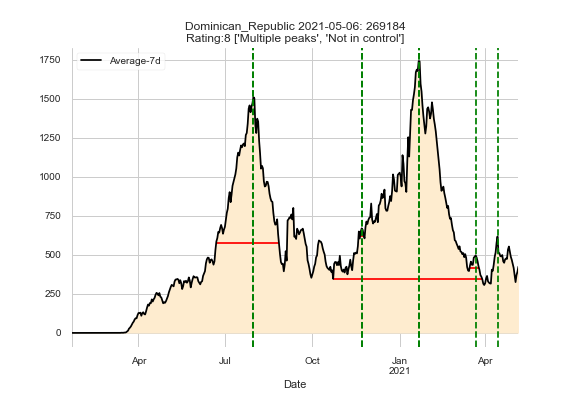 Dominican_Republic 2021-05-06: 269184
Rating:8 ['Multiple peaks', 'Not in control']
Average-7d
1750
1500
1250
1000
750
500
250
0
Apr
Jul
Oct
Jan
2021
Apr
Date